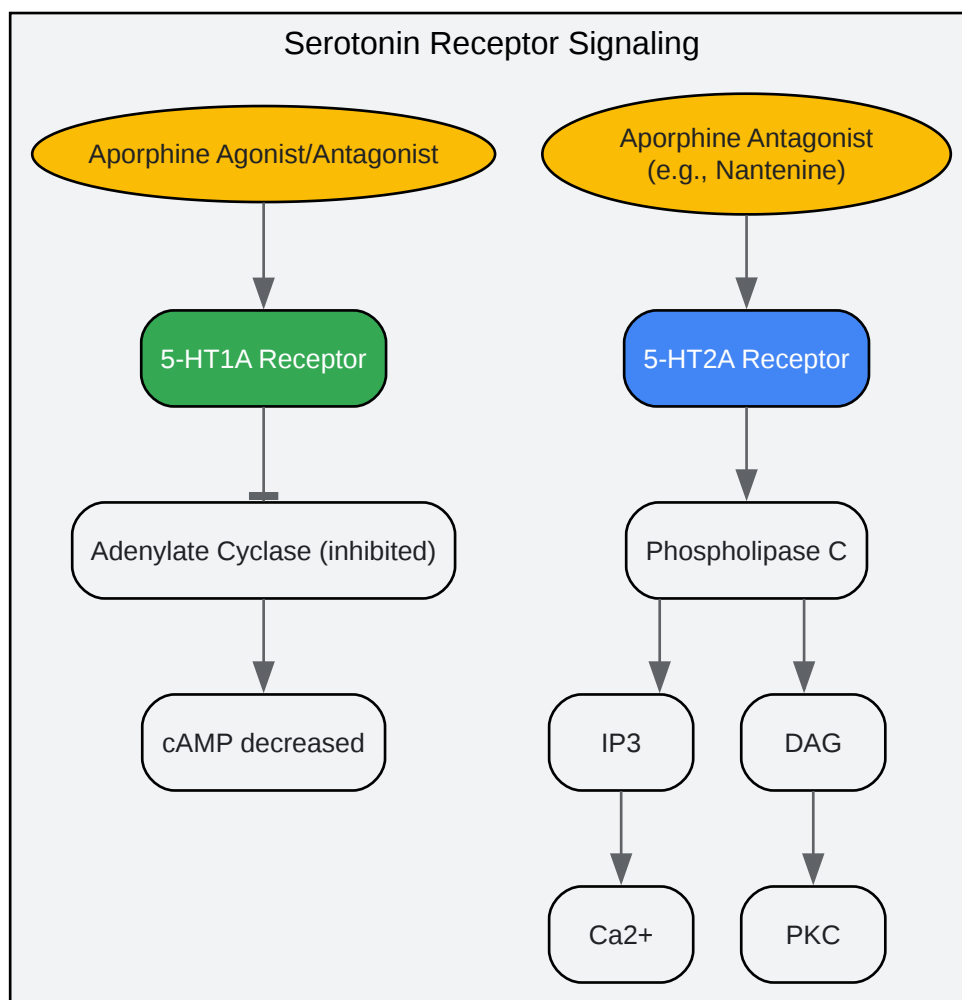 Serotonin Receptor Signaling
Aporphine Agonist/Antagonist
Aporphine Antagonist
(e.g., Nantenine)
5-HT1A Receptor
5-HT2A Receptor
Adenylate Cyclase (inhibited)
Phospholipase C
cAMP decreased
IP3
DAG
Ca2+
PKC